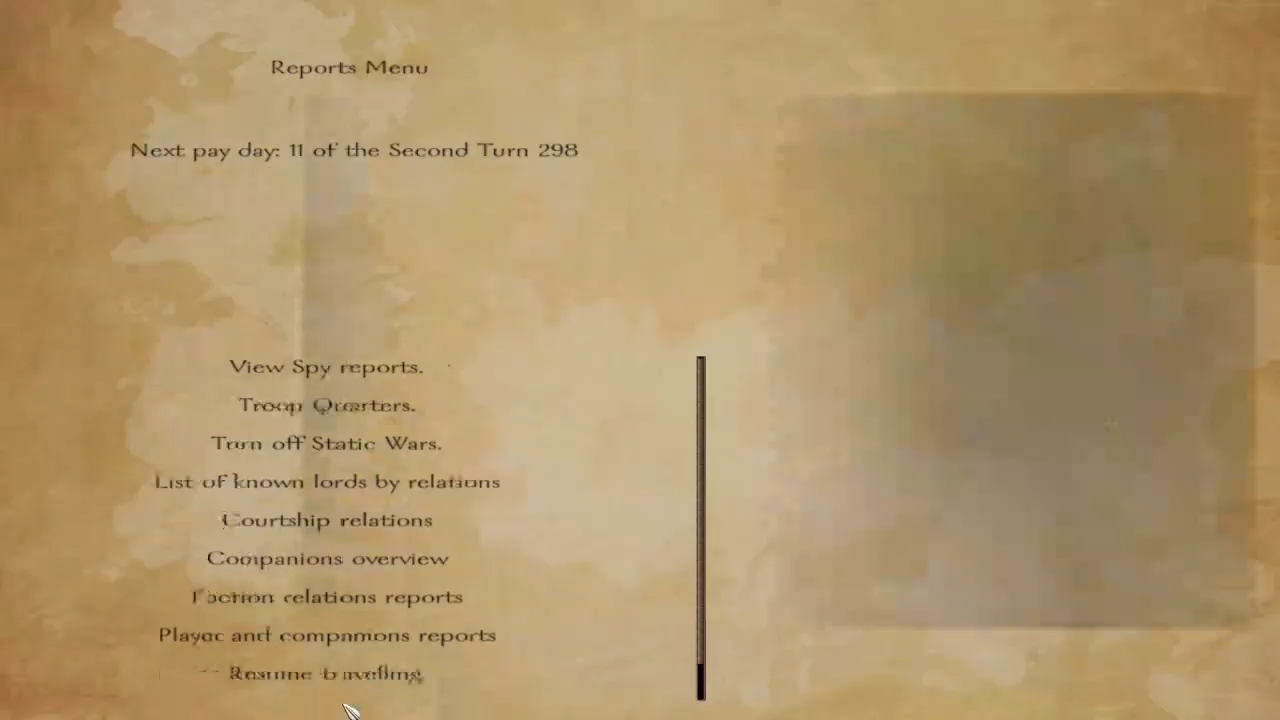 Reports Menu
Next pay day: 11 of the Second Turn 298
View Spy reports.
Troop Quarters.
Turn off Static Wars.
List of known lords by relations
Courtship relations
Companions overview
Faction relations reports
Player and companions reports
Resume travelling